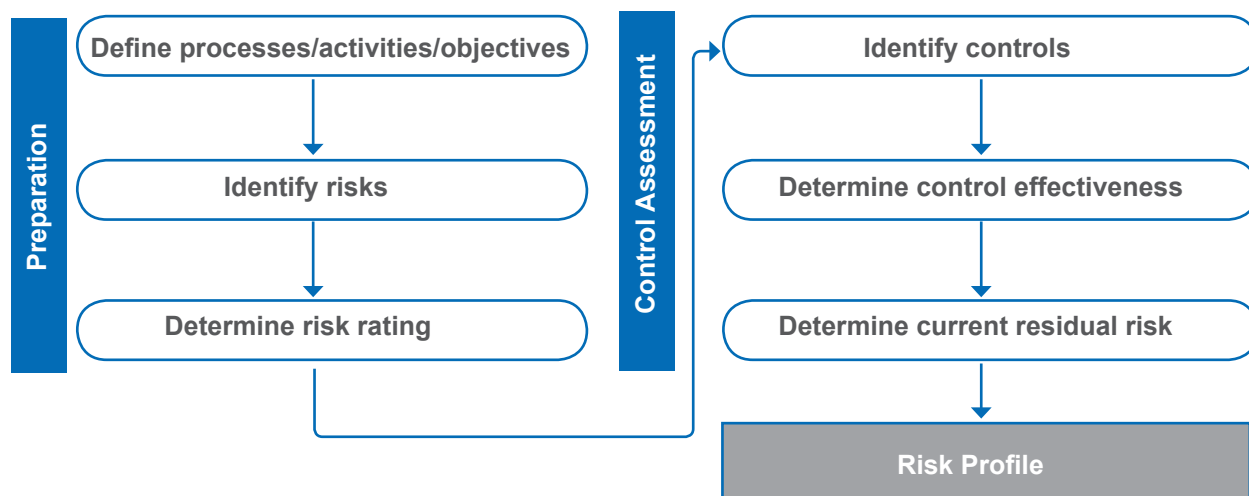 Preparation
Define processes/activities/objectives
Identify risks
Determine risk rating
Control Assessment
Identify controls
Determine control effectiveness
Determine current residual risk
Risk Profile